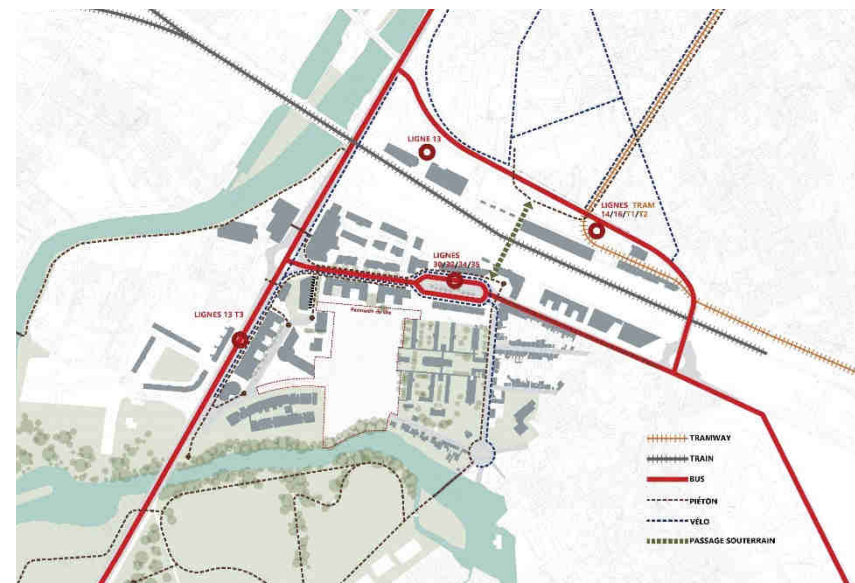 LIGNE 13
LIGNES TRAM
14/16/T1/T2
LIGNES
30/32/34/35
LIGNES 13 T3
TRAMWAY
TRAIN
BUS
PIÉTON
VÉLO
PASSAGE SOUTERRAIN